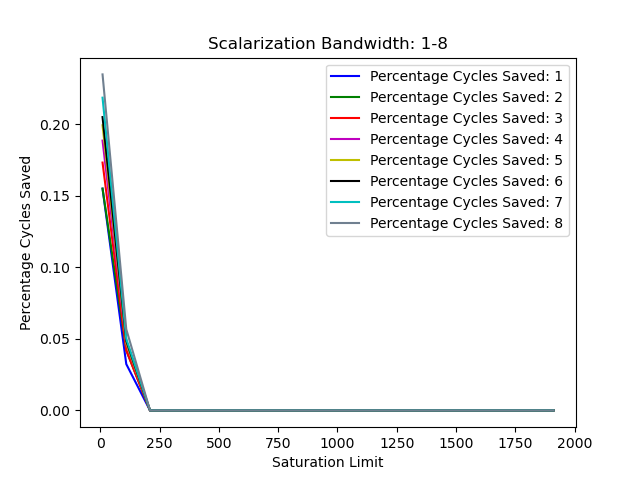 Scalarization Bandwidth: 1-8
Percentage Cycles Saved: 1
Percentage Cycles Saved: 2
Percentage Cycles Saved: 3
Percentage Cycles Saved: 4
Percentage Cycles Saved: 5
Percentage Cycles Saved: 6
Percentage Cycles Saved: 7
Percentage Cycles Saved: 8
Percentage Cycles Saved
0.20
0.15
0.10
0.05
0.00
0 250 500 750 1000 1250 1500 1750 2000
Saturation Limit